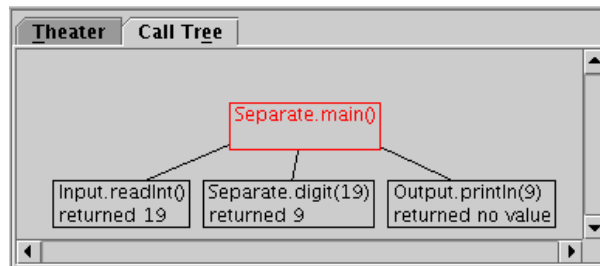 Theater
Call Tree
Separate.main()
Input.readInt()
returned 19
Separate.digit(19)
returned 9
Output.println(9)
returned no value